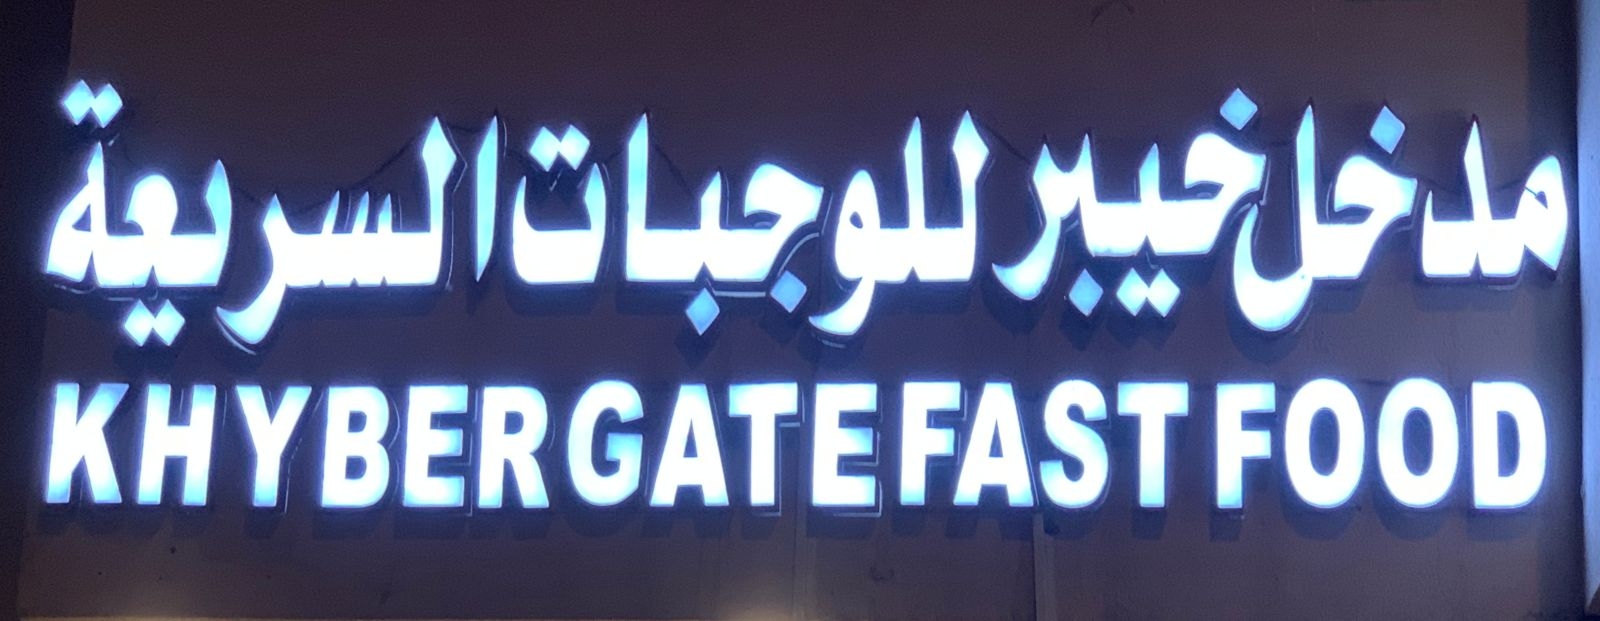 مدخل خيبر للوجبات السريعة
KHYBER GATE FAST FOOD